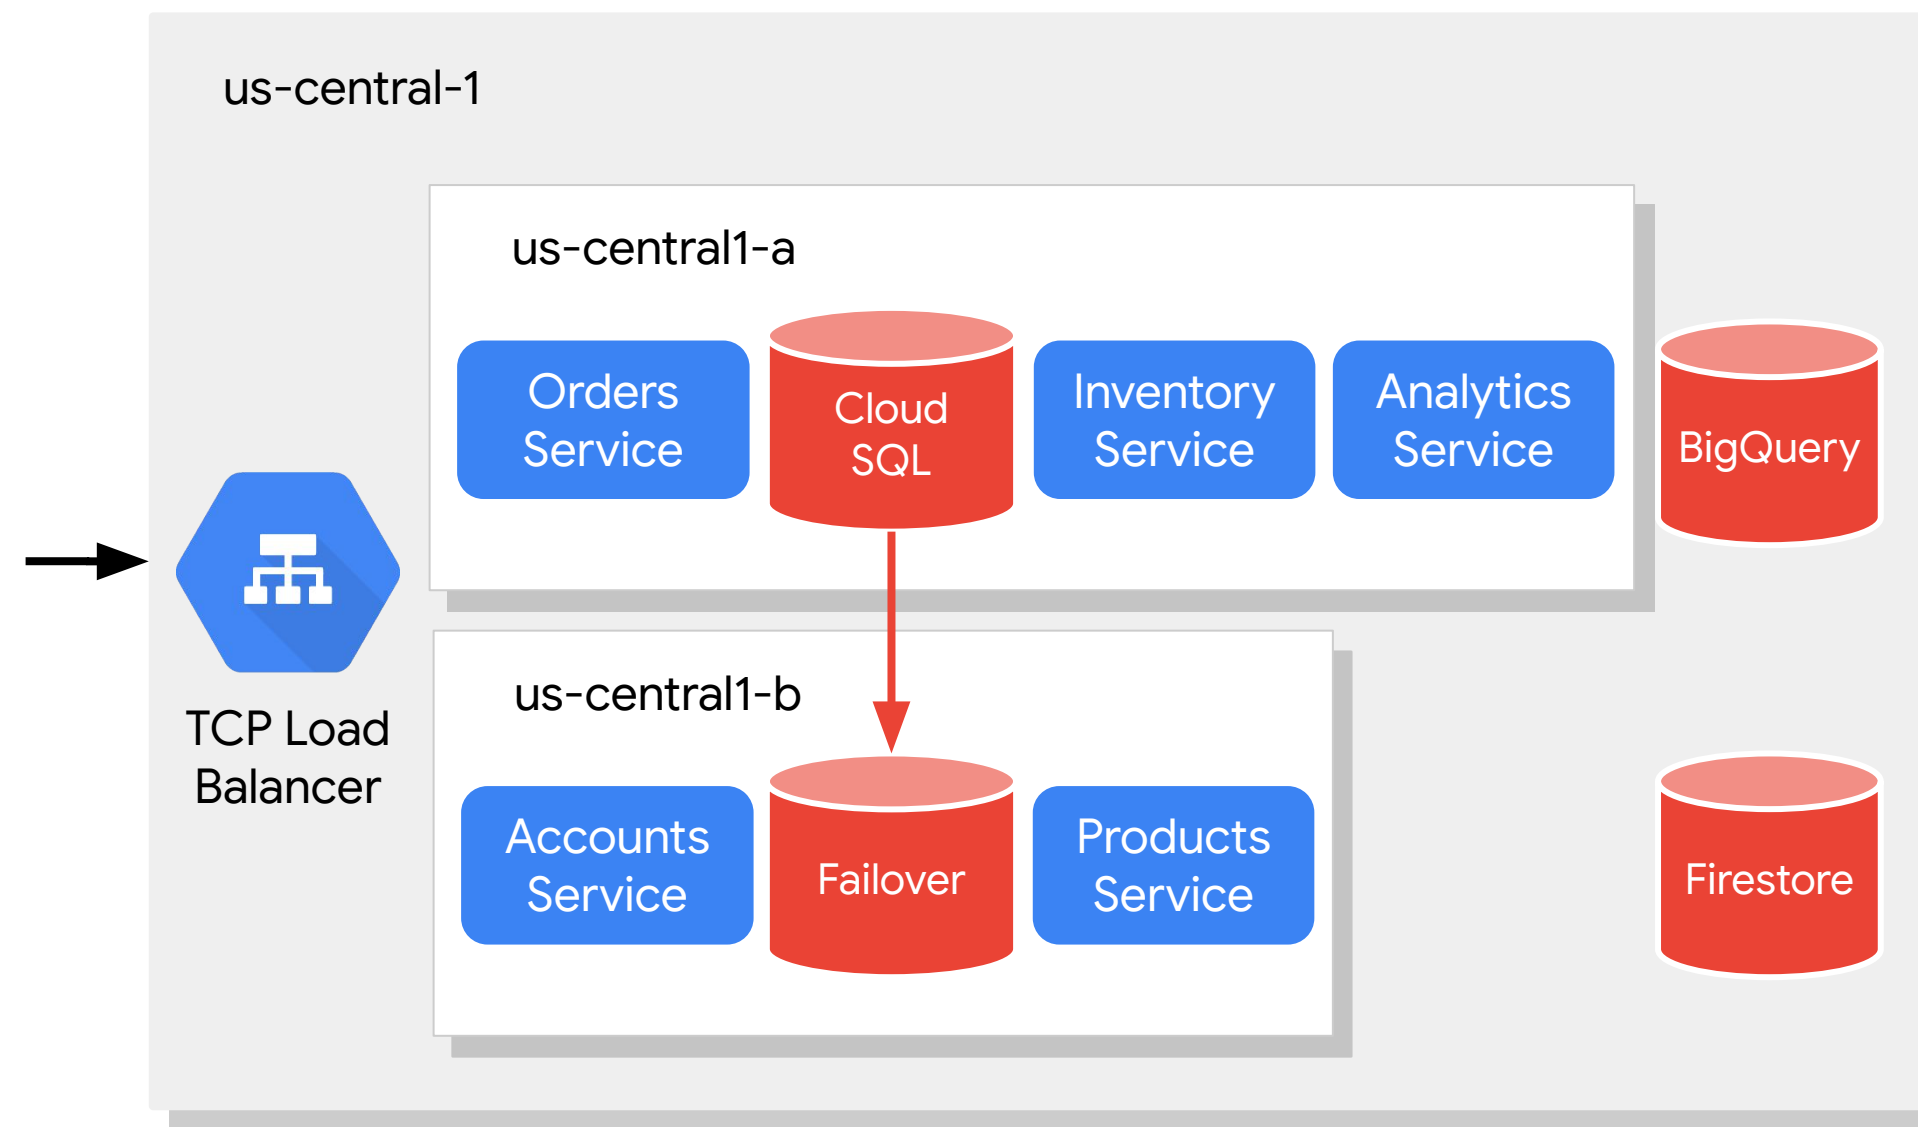 us-central-1
us-central1-a
Orders
Service
Cloud
SQL
Inventory
Service
Analytics
Service
BigQuery
TCP Load
Balancer
us-central1-b
Accounts
Service
Failover
Products
Service
Firestore